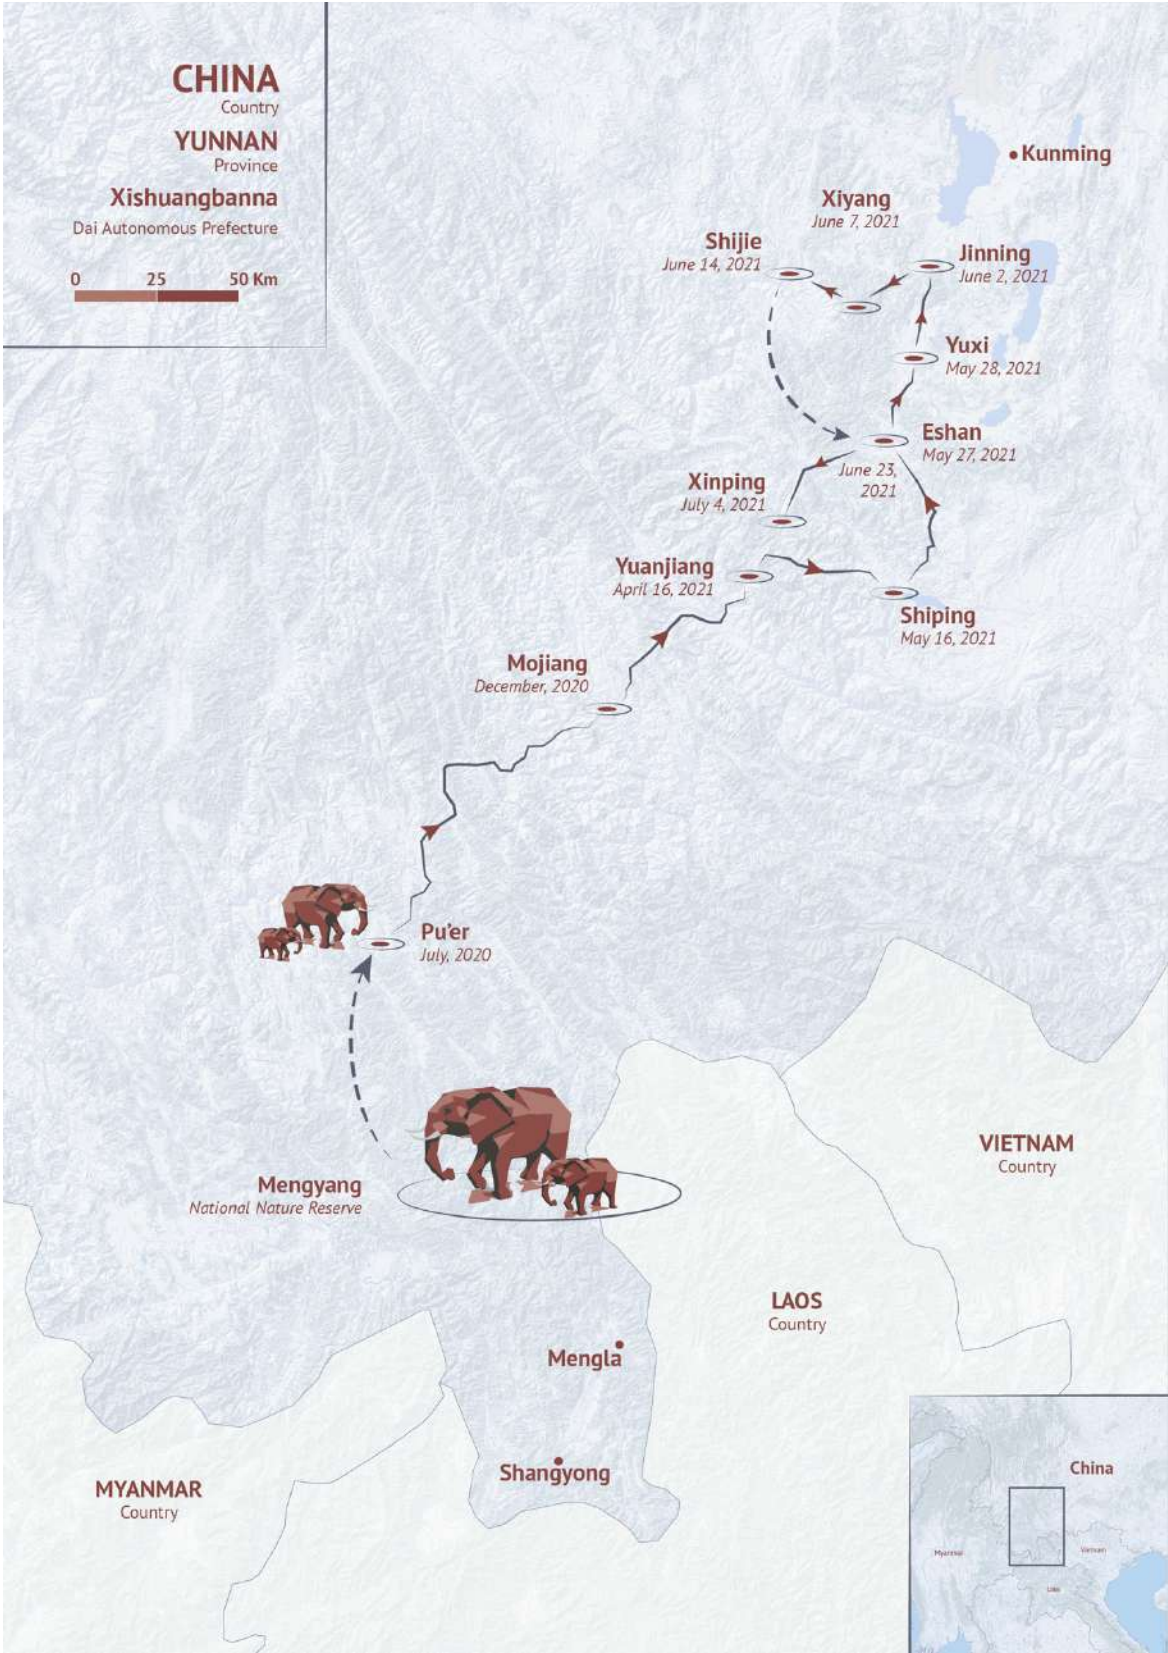 CHINA
Country
YUNNAN
Province
Xishuangbanna
Dai Autonomous Prefecture
0 25 50 Km
Kunming
Xiyang
June 7, 2021
Shijie
June 14, 2021
Jinning
June 2, 2021
Yuxi
May 28, 2021
Eshan
May 27, 2021
June 23,
2021
Xinping
July 4, 2021
Yuanjiang
April 16, 2021
Shiping
May 16, 2021
Mojiang
December, 2020
Pu'er
July, 2020
Mengyang
National Nature Reserve
VIETNAM
Country
LAOS
Country
Mengla
Shangyong
MYANMAR
Country
China
Myanmar
Vietnam
Laos